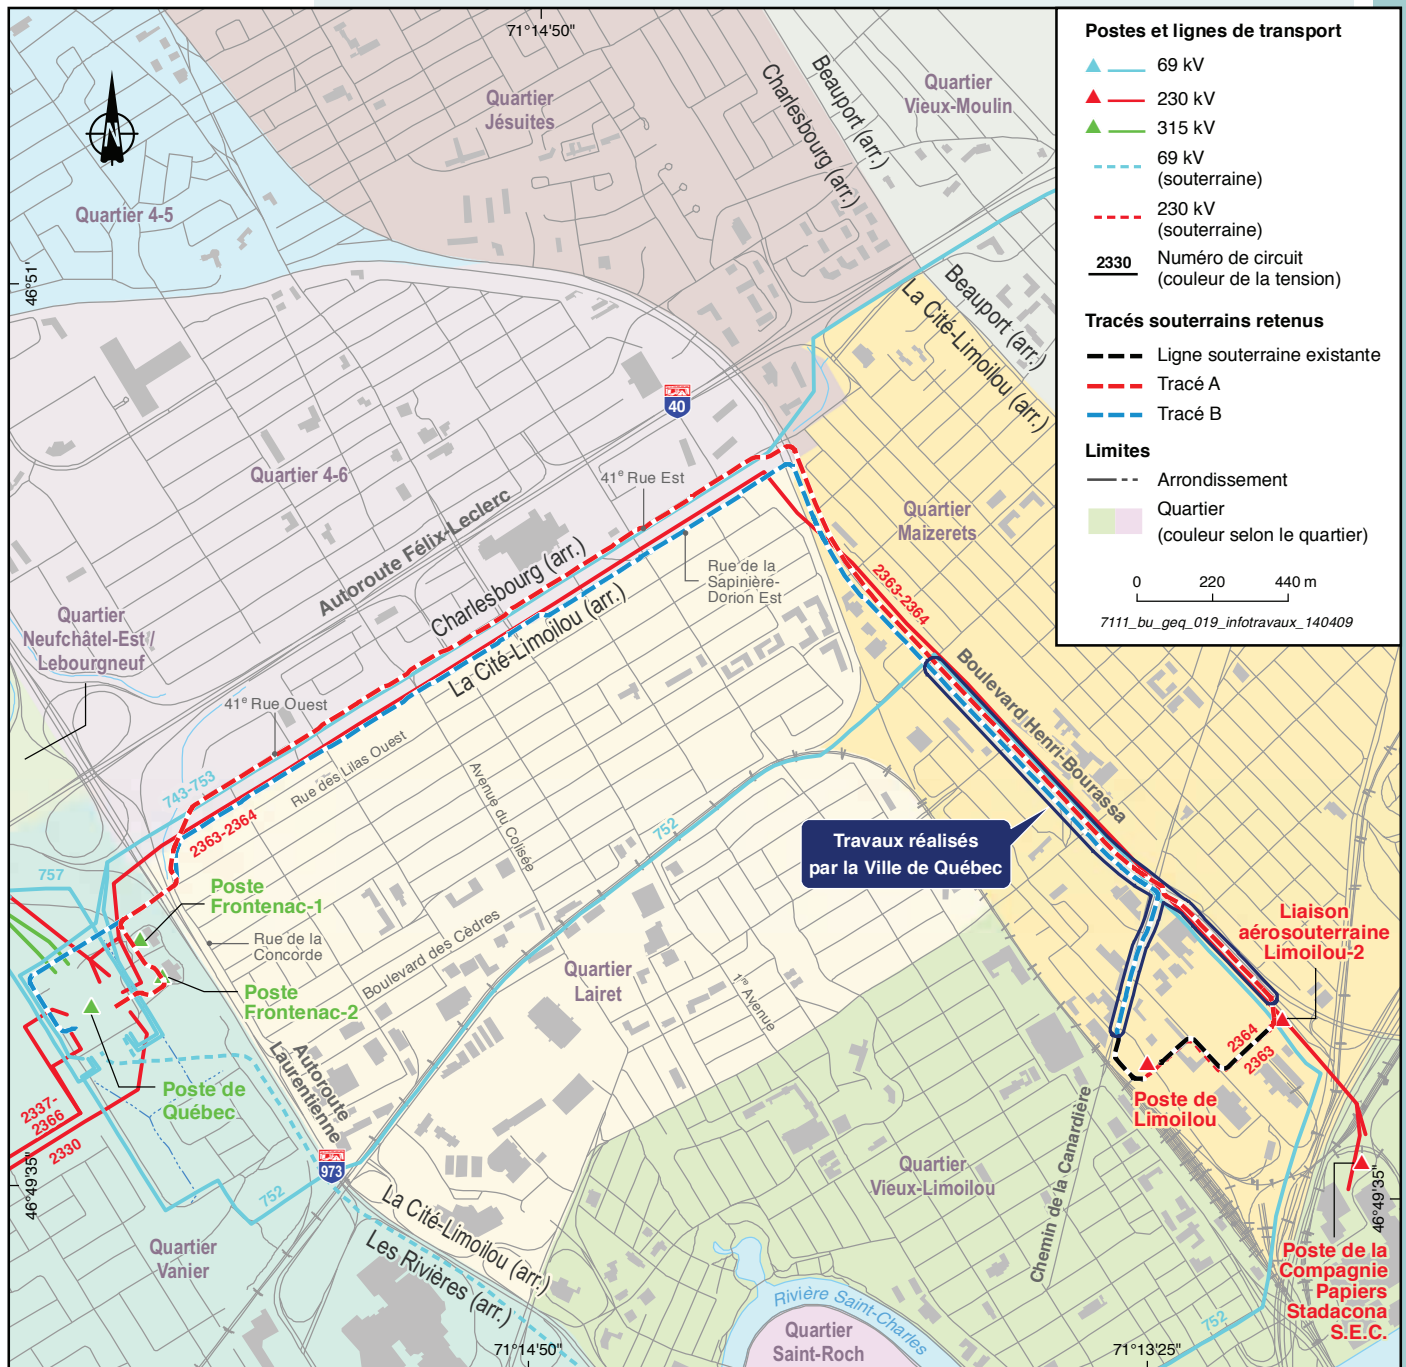 71°14'50"
Postes et lignes de transport
69 kV
230 kV
315 kV
69 kV
(souterraine)
230 kV
(souterraine)
2330
Numéro de circuit
(couleur de la tension)
Tracés souterrains retenus
Ligne souterraine existante
Tracé A
Tracé B
Limites
Arrondissement
Quartier
(couleur selon le quartier)
0 220 440 m
7111_bu_geq_019_infotravaux_140409
Quartier
Jésuites
Charlesbourg (arr.)
Beauport (arr.)
Quartier
Vieux-Moulin
N
Quartier 4-5
46°51'
Beauport (arr.)
La Cité-Limoilou (arr.)
40
Quartier 4-6
41e Rue Est
Autoroute Félix-Leclerc
Quartier
Maizerets
Charlesbourg (arr.)
La Cité-Limoilou (arr.)
Rue de la
Sapinière-
Dorion Est
2363-2364
Quartier
Neufchâtel-Est /
Lebourgneuf
41e Rue Ouest
Boulevard Henri-Bourassa
Rue des Lilas Ouest
743-753
2363-2364
Avenue du Colisée
752
Travaux réalisés
par la Ville de Québec
757
Poste
Frontenac-1
Rue de la
Concorde
Boulevard des Cèdres
Liaison
aérosouterraine
Limoilou-2
Quartier
Lairet
1re Avenue
Poste
Frontenac-2
2364
2363
Autoroute
Laurentienne
Poste de
Québec
2337-
2366
2330
Poste de
Limoilou
973
752
Quartier
Vieux-Limoilou
Chemin de la Canardière
46°49'35"
46°49'35"
La Cité-Limoilou (arr.)
Les Rivières (arr.)
Quartier
Vanier
Poste de la
Compagnie
Papiers
Stadacona
S.E.C.
Rivière Saint-Charles
752
Quartier
Saint-Roch
71°14'50"
71°13'25"